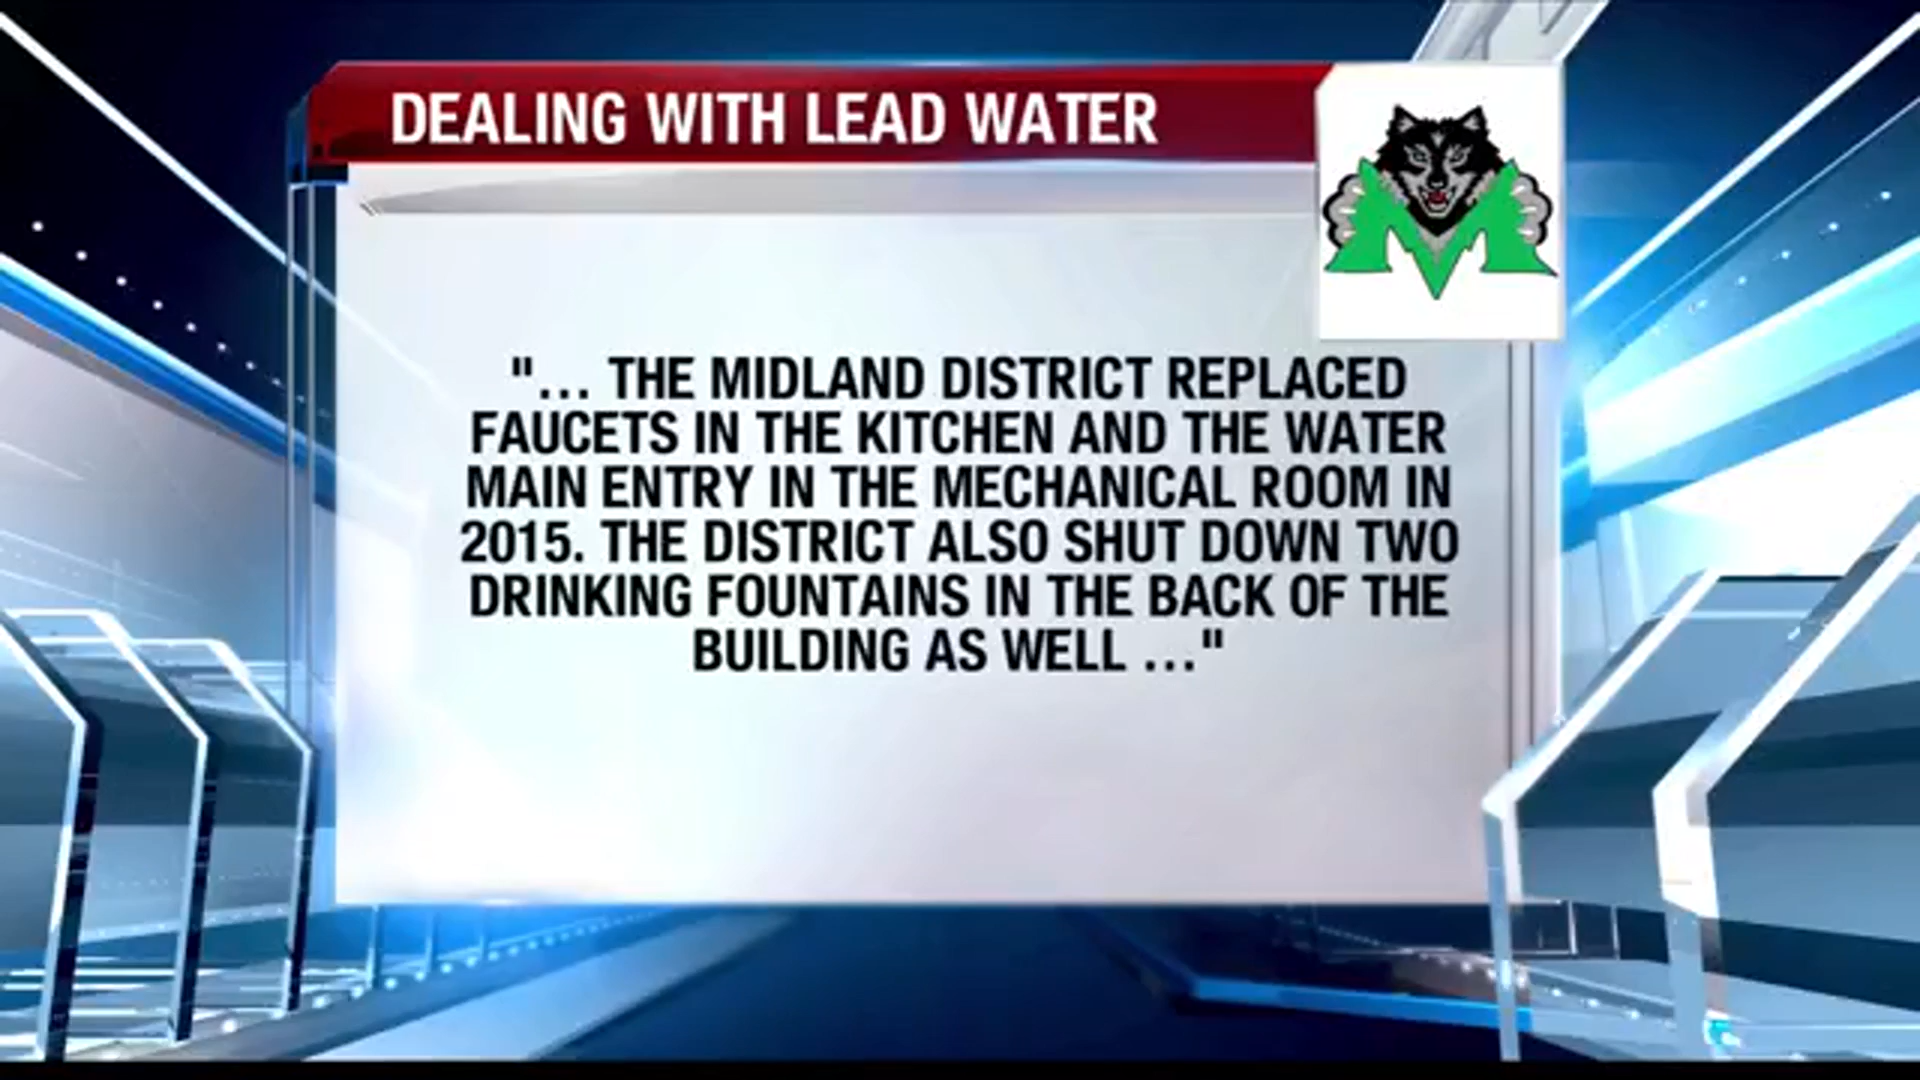 DEALING WITH LEAD WATER
M
"... THE MIDLAND DISTRICT REPLACED
FAUCETS IN THE KITCHEN AND THE WATER
MAIN ENTRY IN THE MECHANICAL ROOM IN
2015. THE DISTRICT ALSO SHUT DOWN TWO
DRINKING FOUNTAINS IN THE BACK OF THE
BUILDING AS WELL ..."